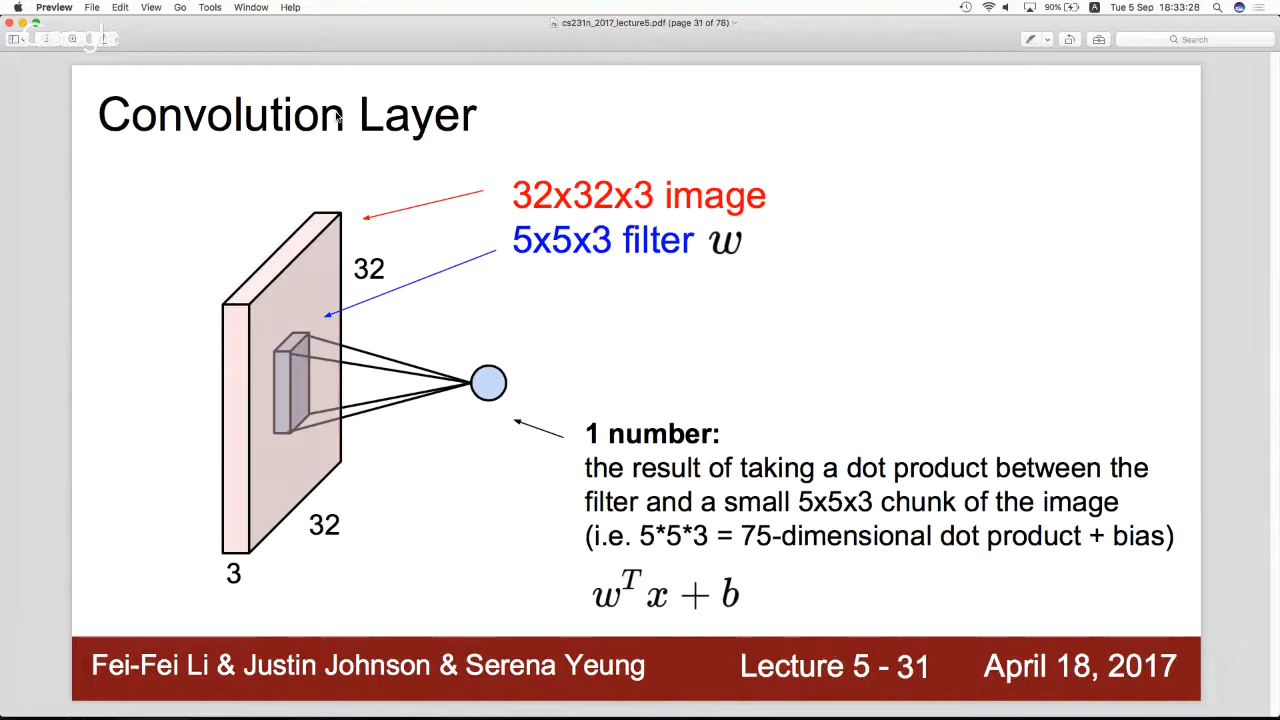 Preview File Edit View Go Tools Window Help 90% A Tue 5 Sep 18:33:28
cs231n_2017_lecture5.pdf (page 31 of 78)
Search
Convolution Layer
32x32x3 image
5x5x3 filter w
32
1 number:
the result of taking a dot product between the
filter and a small 5x5x3 chunk of the image
(i.e. 5*5*3 = 75-dimensional dot product + bias)
32
3
w^T x + b
Fei-Fei Li & Justin Johnson & Serena Yeung Lecture 5 - 31 April 18, 2017